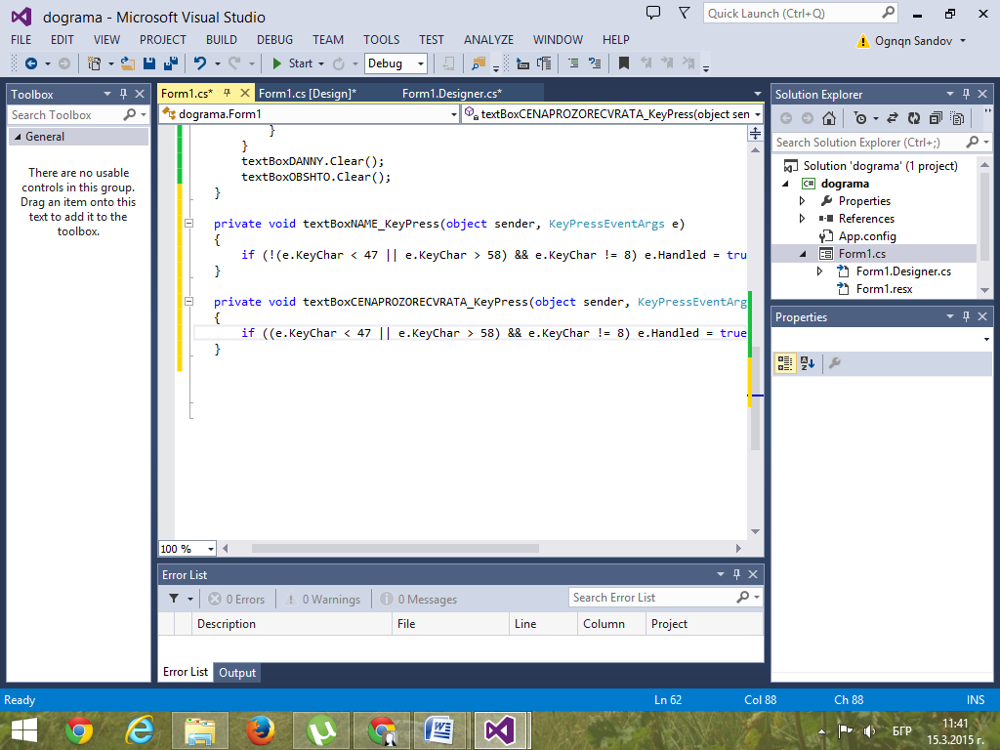 dograma - Microsoft Visual Studio
Quick Launch (Ctrl+Q)
FILE EDIT VIEW PROJECT BUILD DEBUG TEAM TOOLS TEST ANALYZE WINDOW HELP
Ognqn Sandov
Start Debug
Toolbox
Search Toolbox
General
There are no usable
controls in this group.
Drag an item onto this
text to add it to the
toolbox.
Form1.cs* Form1.cs [Design]* Form1.Designer.cs*
dograma.Form1 textBoxCENAPROZORECVRATA_KeyPress(object sen
}
}
textBoxDANNY.Clear();
textBoxOBSHTO.Clear();
}
private void textBoxNAME_KeyPress(object sender, KeyPressEventArgs e)
{
if (!(e.KeyChar < 47 || e.KeyChar > 58) && e.KeyChar != 8) e.Handled = tru
}
private void textBoxCENAPROZORECVRATA_KeyPress(object sender, KeyPressEventArg
{
if ((e.KeyChar < 47 || e.KeyChar > 58) && e.KeyChar != 8) e.Handled = true
}
100 %
Error List
0 Errors 0 Warnings 0 Messages
Search Error List
Description File Line Column Project
Error List Output
Solution Explorer
Search Solution Explorer (Ctrl+;)
Solution 'dograma' (1 project)
C# dograma
Properties
References
App.config
Form1.cs
Form1.Designer.cs
Form1.resx
Properties
Ready Ln 62 Col 88 Ch 88 INS
БГР
11:41
15.3.2015 г.